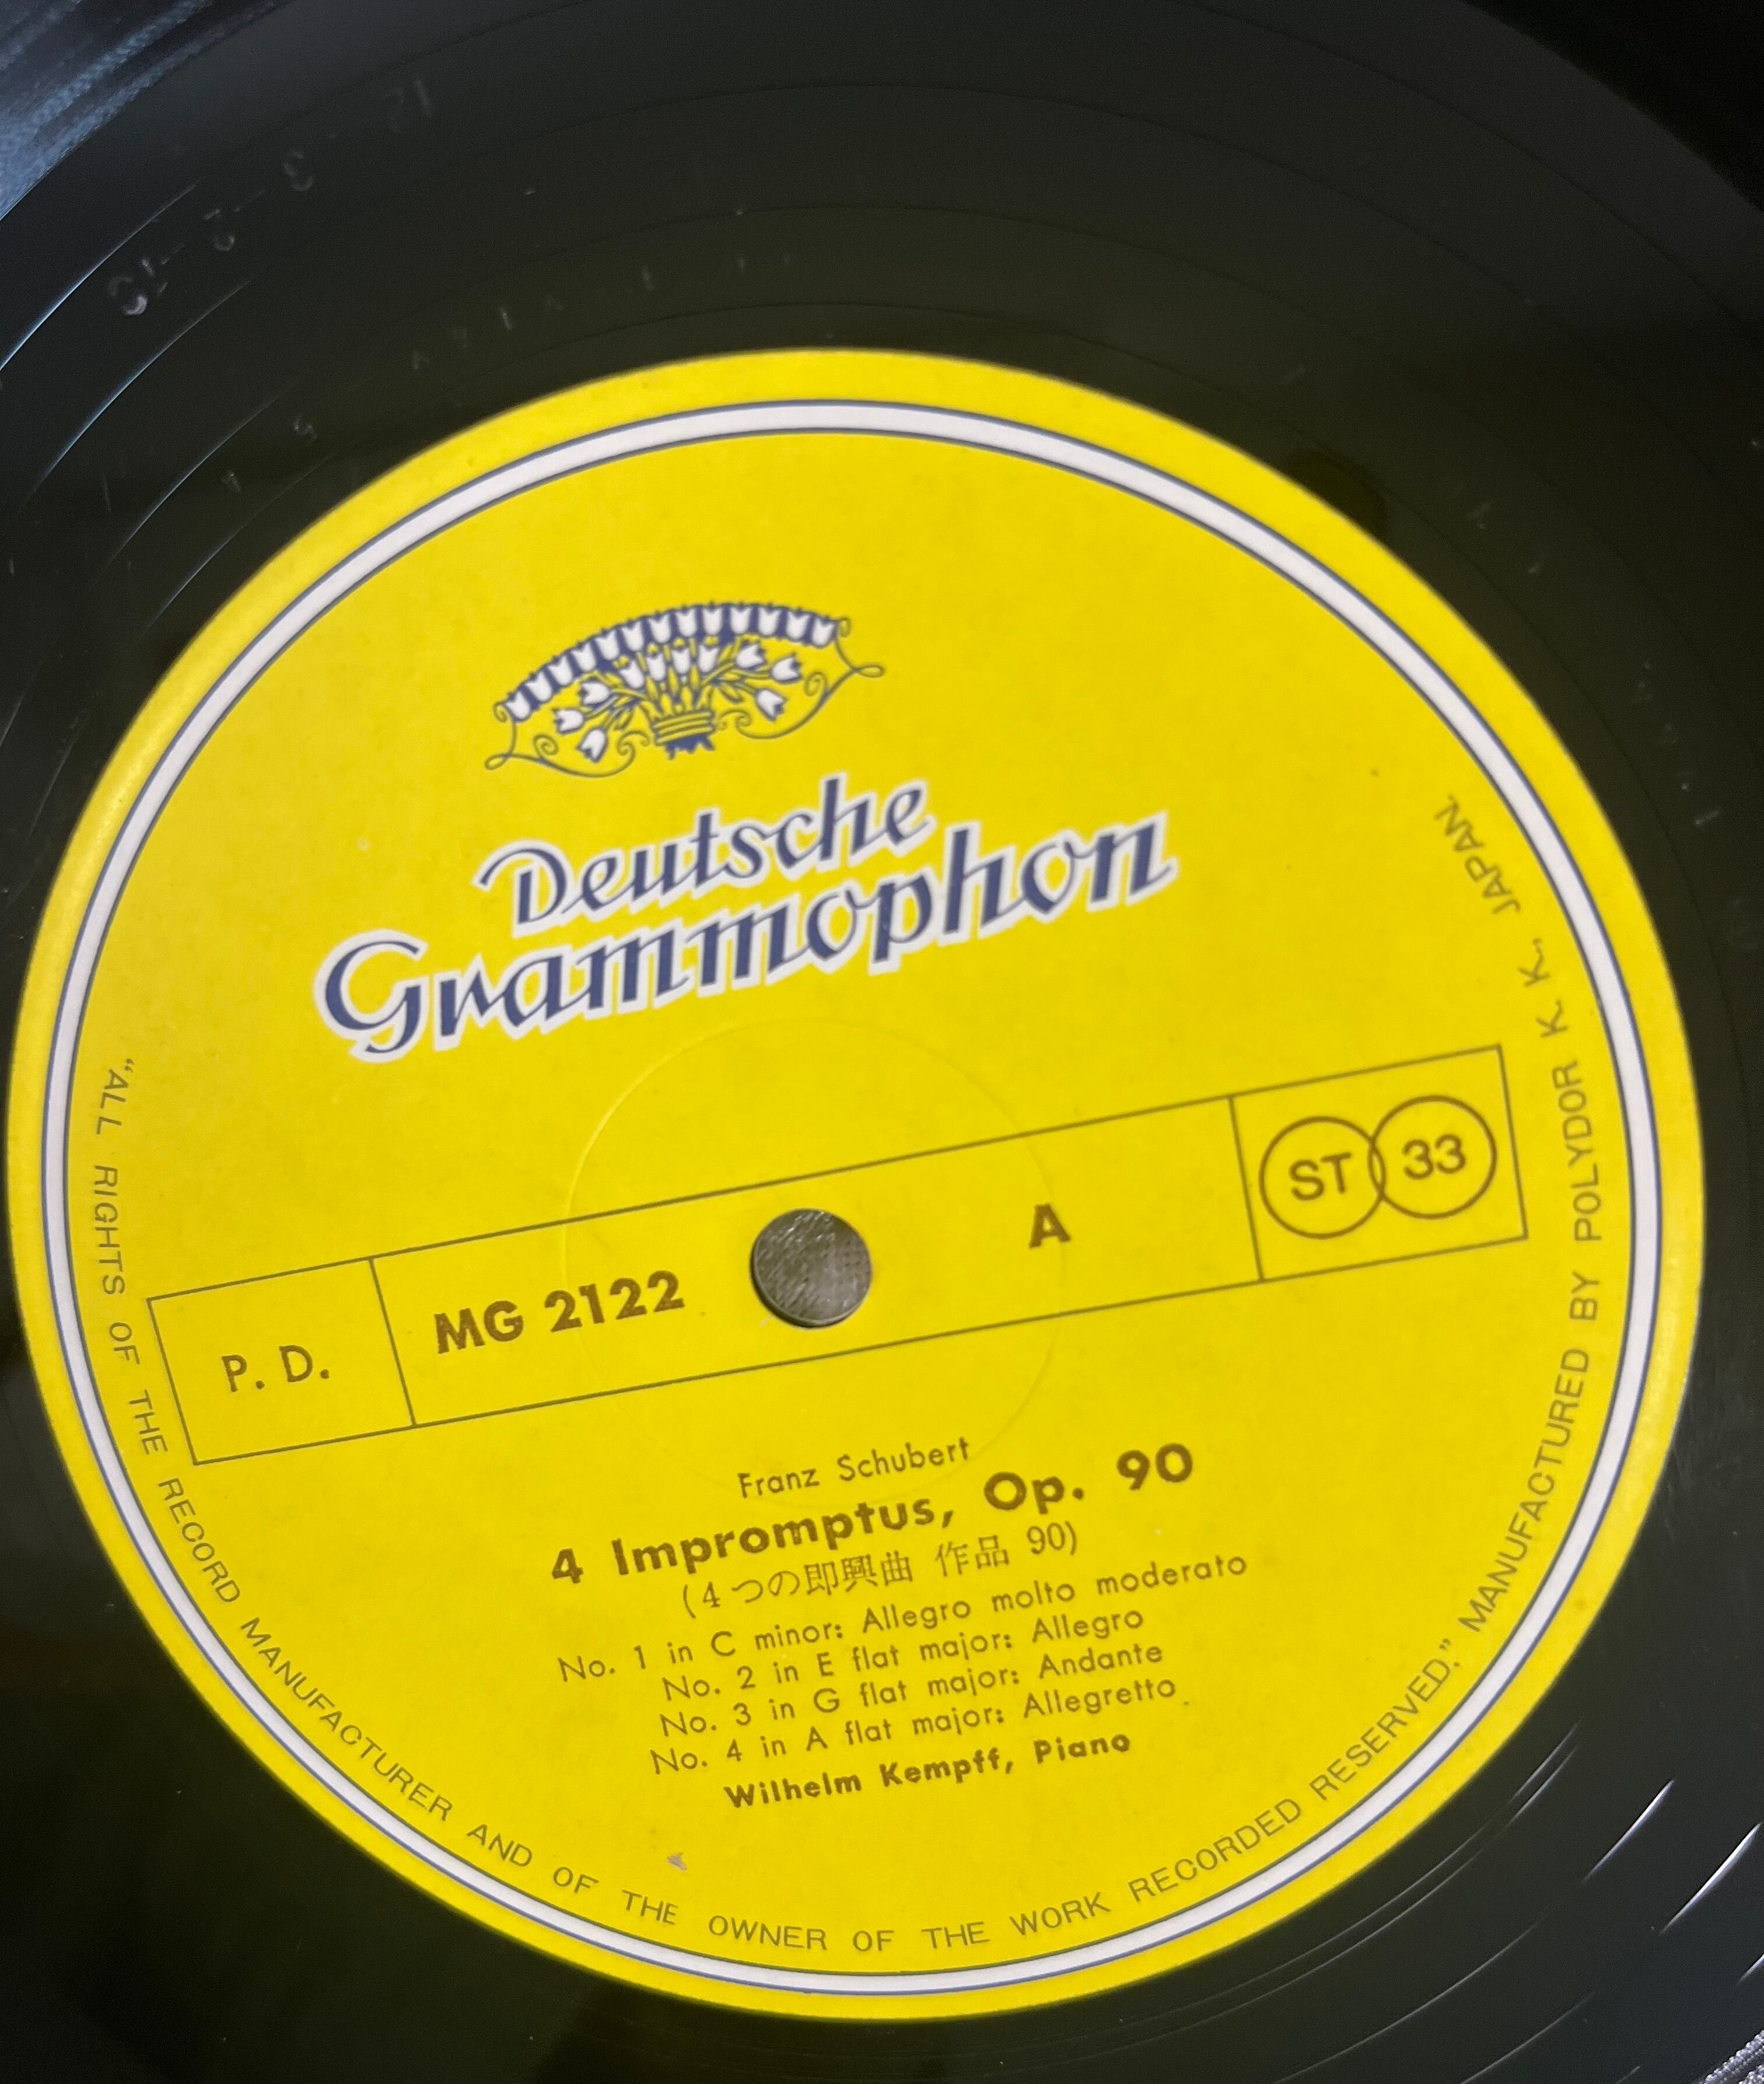 Deutsche
Grammophon
P. D.
MG 2122
A
ST 33
Franz Schubert
4 Impromptus, Op. 90
(4つの即興曲 作品 90)
No. 1 in C minor: Allegro molto moderato
No. 2 in E flat major: Allegro
No. 3 in G flat major: Andante
No. 4 in A flat major: Allegretto
Wilhelm Kempff, Piano
"ALL RIGHTS OF THE RECORD MANUFACTURER AND OF THE OWNER OF THE WORK RECORDED RESERVED." MANUFACTURED BY POLYDOR K. K., JAPAN.